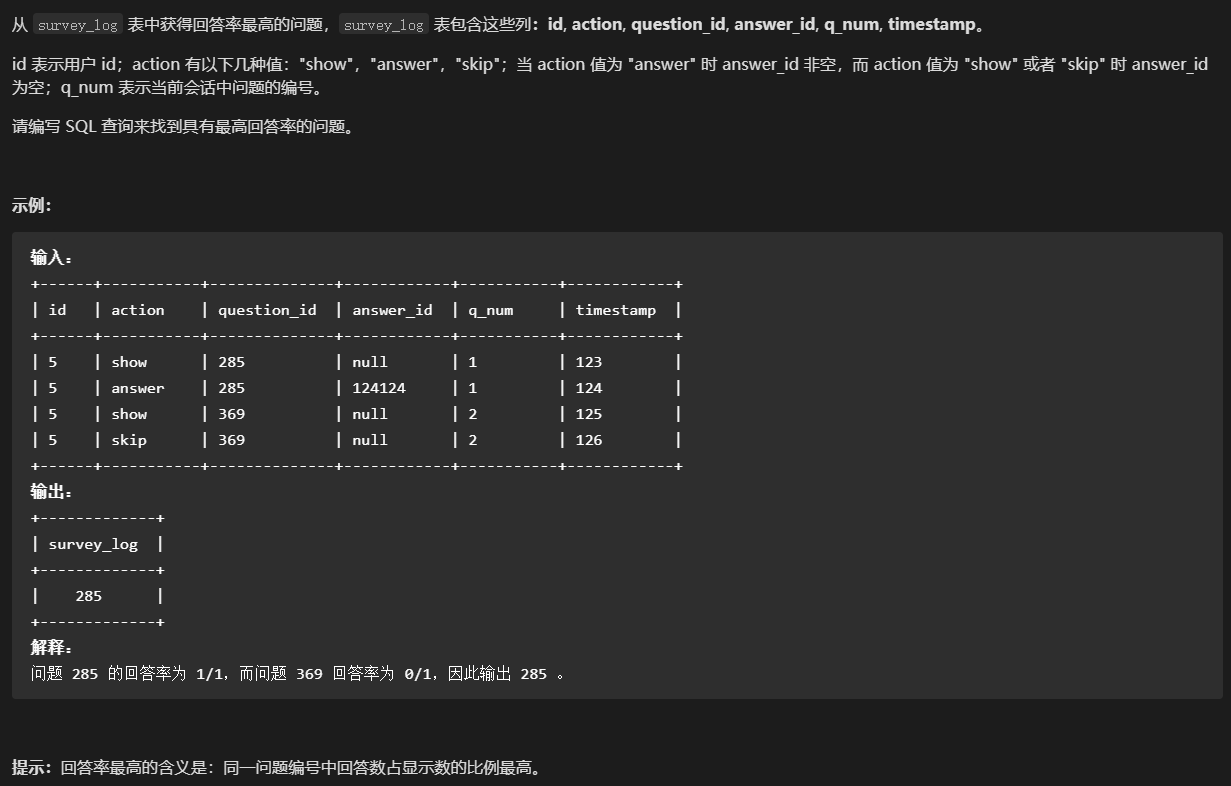 从 survey_log 表中获得回答率最高的问题，survey_log 表包含这些列：id, action, question_id, answer_id, q_num, timestamp。
id 表示用户 id；action 有以下几种值："show"，"answer"，"skip"；当 action 值为 "answer" 时 answer_id 非空，而 action 值为 "show" 或者 "skip" 时 answer_id
为空；q_num 表示当前会话中问题的编号。
请编写 SQL 查询来找到具有最高回答率的问题。
示例：
输入：
+------+-----------+--------------+------------+-----------+------------+
| id   | action    | question_id  | answer_id  | q_num     | timestamp  |
+------+-----------+--------------+------------+-----------+------------+
| 5    | show      | 285          | null       | 1         | 123        |
| 5    | answer    | 285          | 124124     | 1         | 124        |
| 5    | show      | 369          | null       | 2         | 125        |
| 5    | skip      | 369          | null       | 2         | 126        |
+------+-----------+--------------+------------+-----------+------------+
输出：
+-------------+
| survey_log  |
+-------------+
|    285      |
+-------------+
解释：
问题 285 的回答率为 1/1，而问题 369 回答率为 0/1，因此输出 285 。
提示：回答率最高的含义是：同一问题编号中回答数占显示数的比例最高。